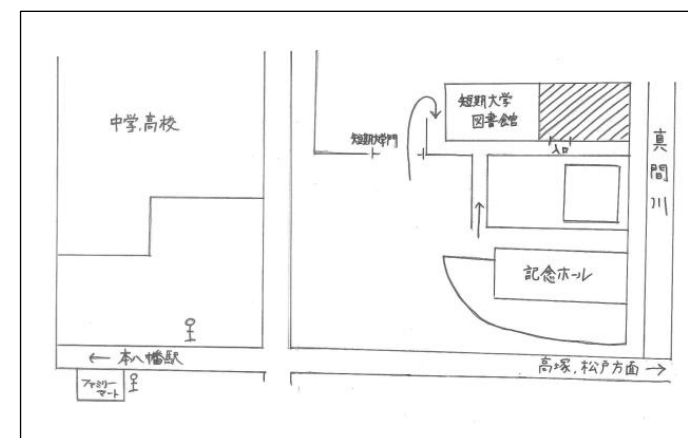 中学,高校
短期大学
図書館
短期大学門
入口
真間川
記念ホール
← 本八幡駅
高塚,松戸方面 →
ファミリー
マート